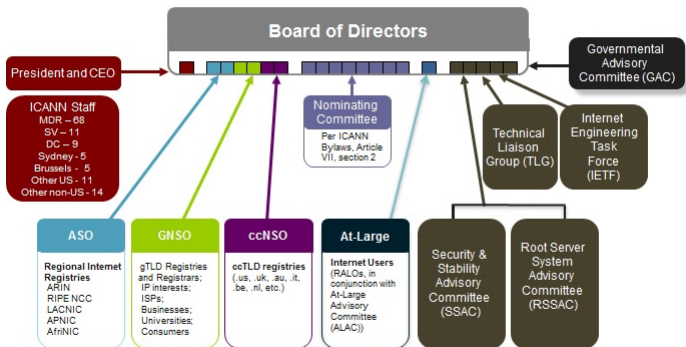 Board of Directors
President and CEO
Governmental
Advisory
Committee (GAC)
ICANN Staff
MDR – 68
SV – 11
DC – 9
Sydney - 5
Brussels - 5
Other US - 11
Other non-US - 14
Nominating
Committee
Per ICANN
Bylaws, Article
VII, section 2
Technical
Liaison
Group (TLG)
Internet
Engineering
Task
Force
(IETF)
ASO
Regional Internet
Registries
ARIN
RIPE NCC
LACNIC
APNIC
AfriNIC
GNSO
gTLD Registries
and Registrars;
IP interests;
ISPs;
Businesses;
Universities;
Consumers
ccNSO
ccTLD registries
(.us, .uk, .au, .it,
.be, .nl, etc.)
At-Large
Internet Users
(RALOs, in
conjunction with
At-Large
Advisory
Committee
(ALAC))
Security &
Stability
Advisory
Committee
(SSAC)
Root Server
System
Advisory
Committee
(RSSAC)